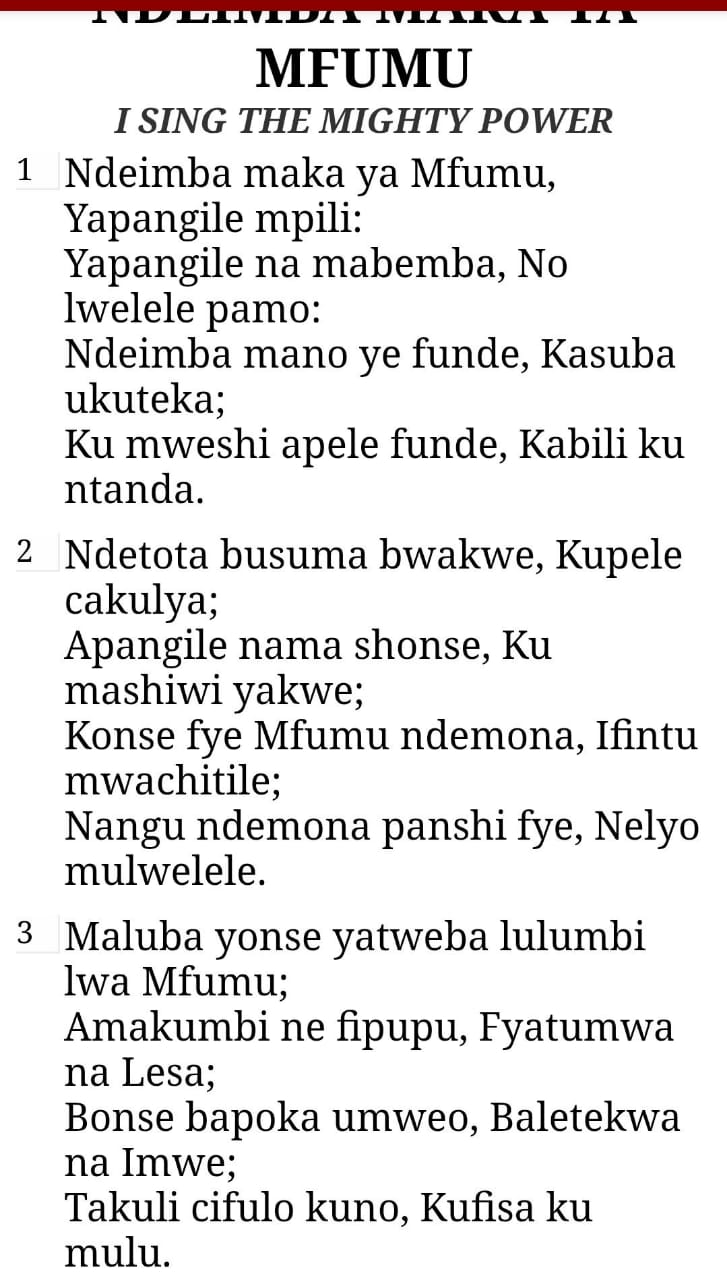 NDEIMBA MAKA YA
MFUMU
I SING THE MIGHTY POWER
1 Ndeimba maka ya Mfumu,
Yapangile mpili:
Yapangile na mabemba, No
lwelele pamo:
Ndeimba mano ye funde, Kasuba
ukuteka;
Ku mweshi apele funde, Kabili ku
ntanda.
2 Ndetota busuma bwakwe, Kupele
cakulya;
Apangile nama shonse, Ku
mashiwi yakwe;
Konse fye Mfumu ndemona, Ifintu
mwachitile;
Nangu ndemona panshi fye, Nelyo
mulwelele.
3 Maluba yonse yatweba lulumbi
lwa Mfumu;
Amakumbi ne fipupu, Fyatumwa
na Lesa;
Bonse bapoka umweo, Baletekwa
na Imwe;
Takuli cifulo kuno, Kufisa ku
mulu.